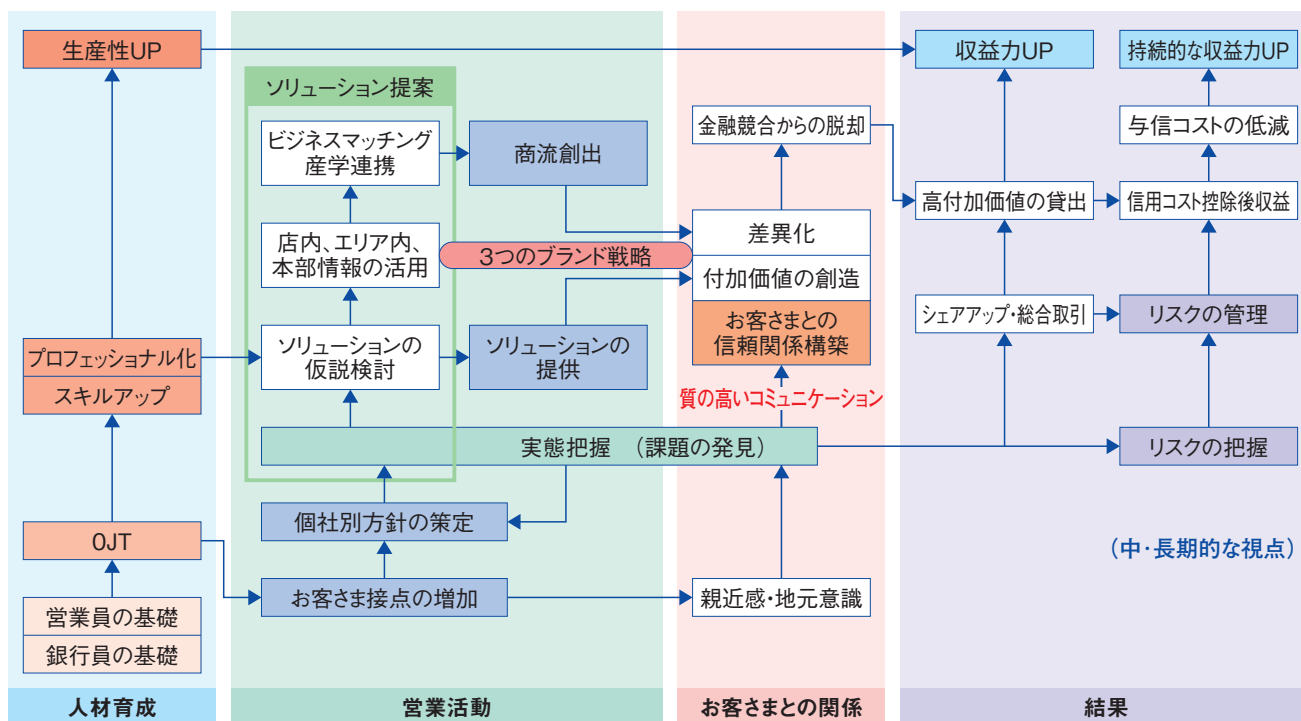 生産性UP
プロフェッショナル化
スキルアップ
OJT
営業員の基礎
銀行員の基礎
人材育成
ソリューション提案
ビジネスマッチング
産学連携
商流創出
店内、エリア内、
本部情報の活用
3つのブランド戦略
ソリューションの
仮説検討
ソリューションの
提供
実態把握 （課題の発見）
個社別方針の策定
お客さま接点の増加
営業活動
金融競合からの脱却
差異化
付加価値の創造
お客さまとの
信頼関係構築
質の高いコミュニケーション
親近感・地元意識
お客さまとの関係
収益力UP
持続的な収益力UP
与信コストの低減
高付加価値の貸出
信用コスト控除後収益
シェアアップ・総合取引
リスクの管理
リスクの把握
（中・長期的な視点）
結果